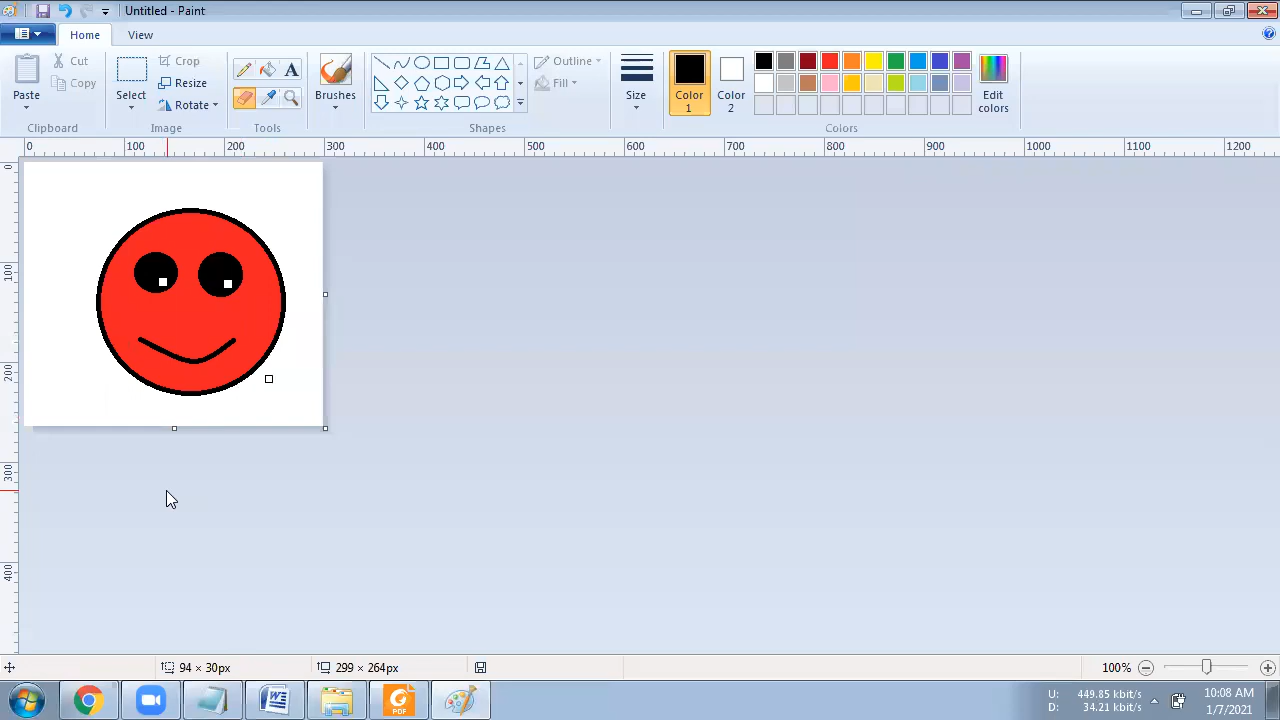 Untitled - Paint
Home View
Paste
Cut
Copy
Clipboard
Select
Crop
Resize
Rotate
Image
A
Tools
Brushes
Shapes
Outline
Fill
Size
Color 1
Color 2
Edit colors
Colors
0 100 200 300 400 500 600 700 800 900 1000 1100 1200
0
100
200
300
400
94 × 30px 299 × 264px 100%
W PDF
U: 449.85 kbit/s
D: 34.21 kbit/s
10:08 AM
1/7/2021